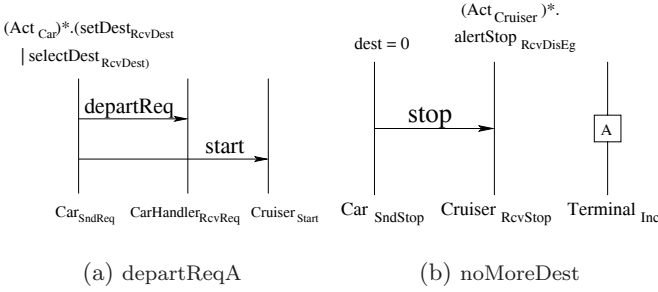 (Act Car)*.(setDest RcvDest
| selectDest RcvDest)
departReq
start
Car SndReq CarHandler RcvReq Cruiser Start
(a) departReqA
(Act Cruiser )*.
dest = 0 alertStop RcvDisEg
stop
A
Car SndStop Cruiser RcvStop Terminal Inc
(b) noMoreDest